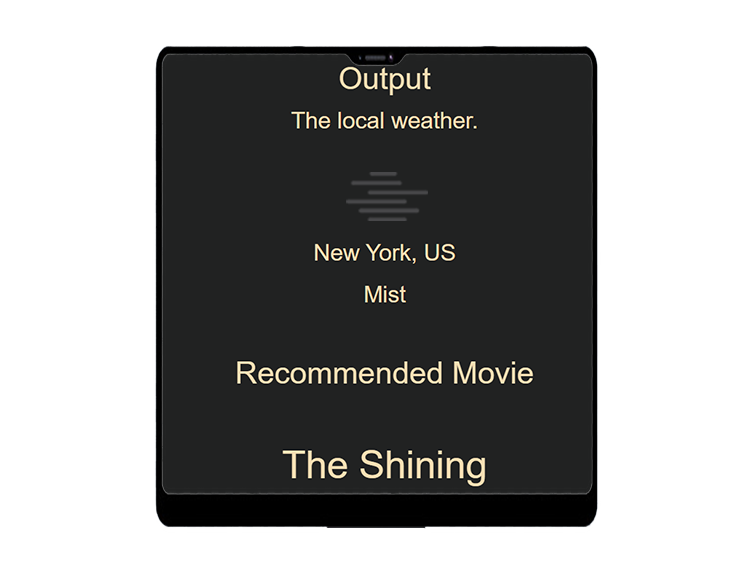 Output
The local weather.
New York, US
Mist
Recommended Movie
The Shining